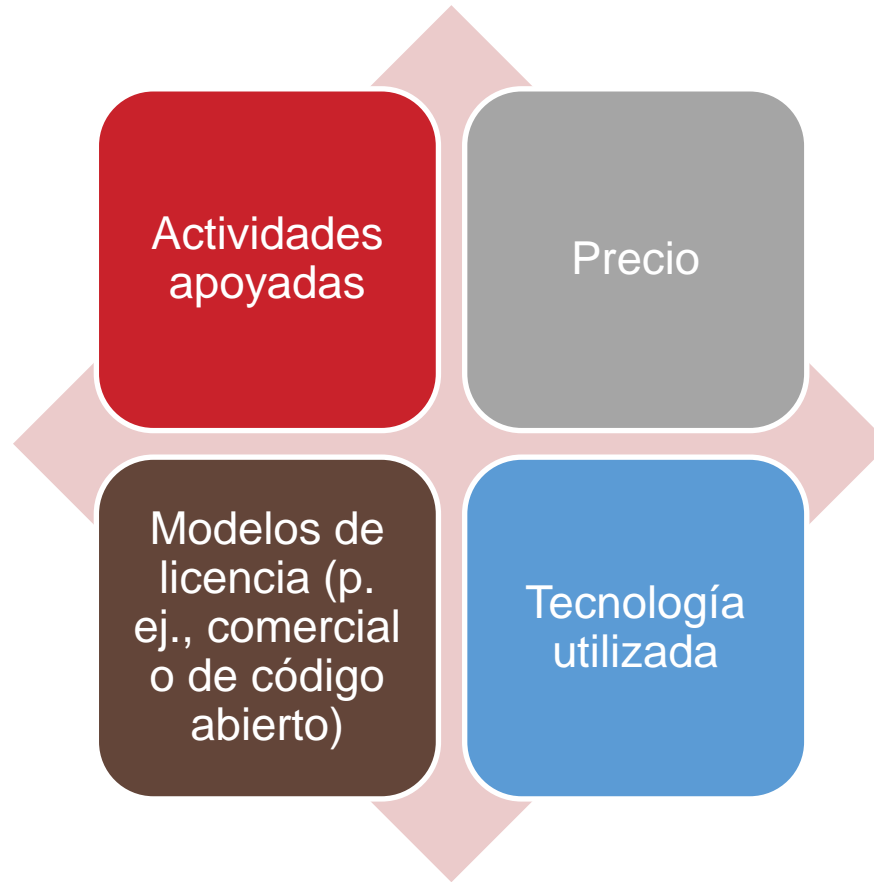 Actividades
apoyadas
Precio
Modelos de
licencia (p.
ej., comercial
o de código
abierto)
Tecnología
utilizada